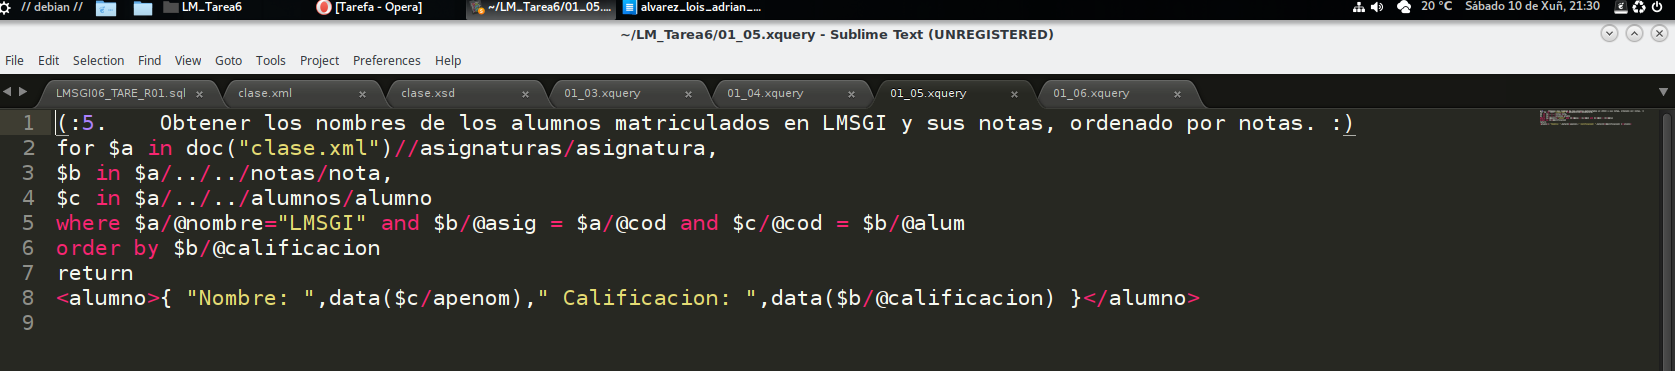 // debian //
LM_Tarea6
[Tarefa - Opera]
~/LM_Tarea6/01_05....
alvarez_lois_adrian_...
20 °C
Sábado 10 de Xuñ, 21:30
~/LM_Tarea6/01_05.xquery - Sublime Text (UNREGISTERED)
File Edit Selection Find View Goto Tools Project Preferences Help
LMSGI06_TARE_R01.sql × clase.xml × clase.xsd × 01_03.xquery × 01_04.xquery × 01_05.xquery × 01_06.xquery ×
1 (:5.    Obtener los nombres de los alumnos matriculados en LMSGI y sus notas, ordenado por notas. :)
2 for $a in doc("clase.xml")//asignaturas/asignatura,
3 $b in $a/../../notas/nota,
4 $c in $a/../../alumnos/alumno
5 where $a/@nombre="LMSGI" and $b/@asig = $a/@cod and $c/@cod = $b/@alum
6 order by $b/@calificacion
7 return
8 <alumno>{ "Nombre: ",data($c/apenom)," Calificacion: ",data($b/@calificacion) }</alumno>
9